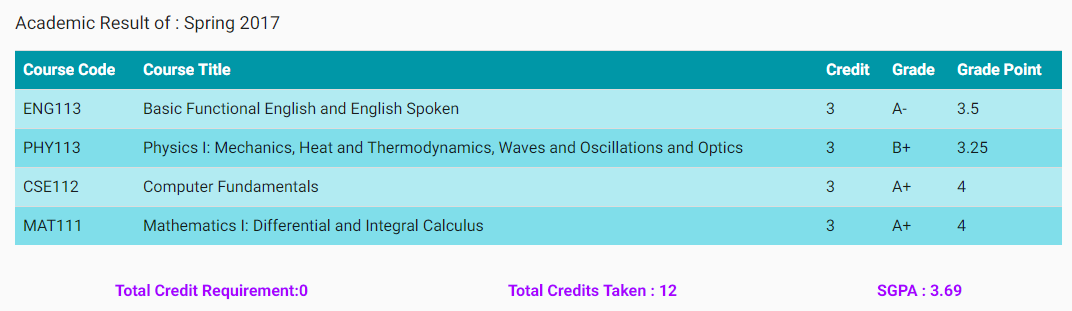 Academic Result of : Spring 2017
Course Code Course Title Credit Grade Grade Point
ENG113 Basic Functional English and English Spoken 3 A- 3.5
PHY113 Physics I: Mechanics, Heat and Thermodynamics, Waves and Oscillations and Optics 3 B+ 3.25
CSE112 Computer Fundamentals 3 A+ 4
MAT111 Mathematics I: Differential and Integral Calculus 3 A+ 4
Total Credit Requirement:0 Total Credits Taken : 12 SGPA : 3.69